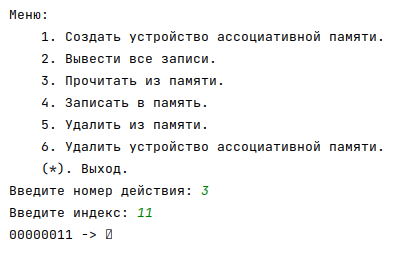 Меню:
1. Создать устройство ассоциативной памяти.
2. Вывести все записи.
3. Прочитать из памяти.
4. Записать в память.
5. Удалить из памяти.
6. Удалить устройство ассоциативной памяти.
(*). Выход.
Введите номер действия: 3
Введите индекс: 11
00000011 ->